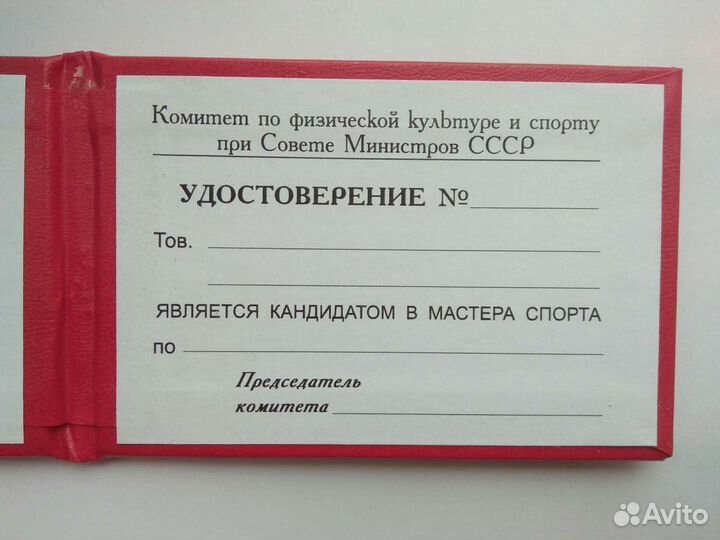 Комитет по физической культуре и спорту
при Совете Министров СССР
УДОСТОВЕРЕНИЕ №
Тов.
ЯВЛЯЕТСЯ КАНДИДАТОМ В МАСТЕРА СПОРТА
по
Председатель
комитета
Avito